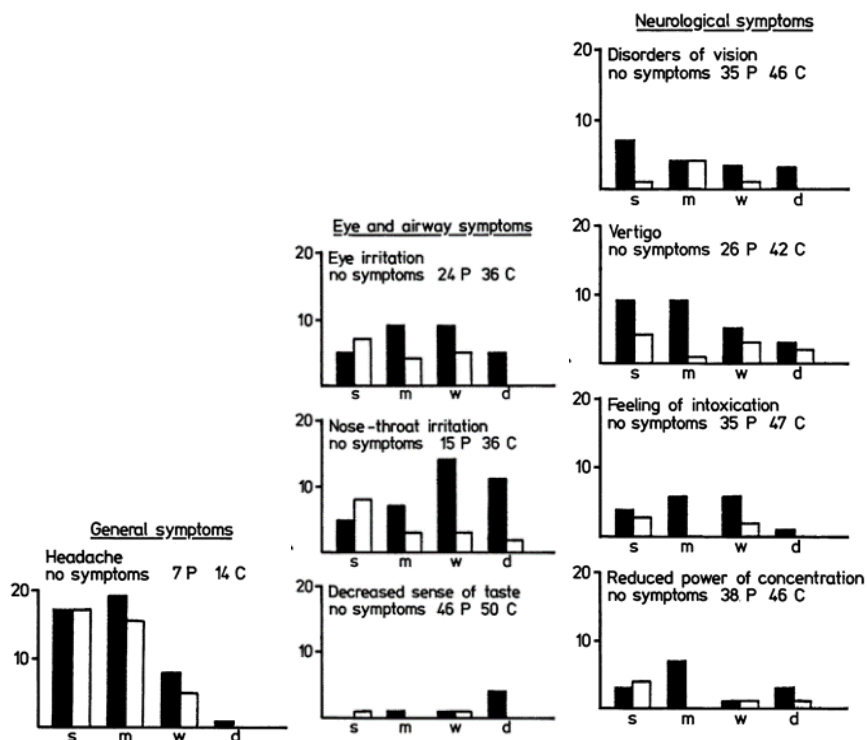 General symptoms
Headache
no symptoms 7 P 14 C
20
10
s m w d
Eye and airway symptoms
Eye irritation
no symptoms 24 P 36 C
20
10
s m w d
Nose-throat irritation
no symptoms 15 P 36 C
20
10
s m w d
Decreased sense of taste
no symptoms 46 P 50 C
20
10
s m w d
Neurological symptoms
Disorders of vision
no symptoms 35 P 46 C
20
10
s m w d
Vertigo
no symptoms 26 P 42 C
20
10
s m w d
Feeling of intoxication
no symptoms 35 P 47 C
20
10
s m w d
Reduced power of concentration
no symptoms 38 P 46 C
20
10
s m w d